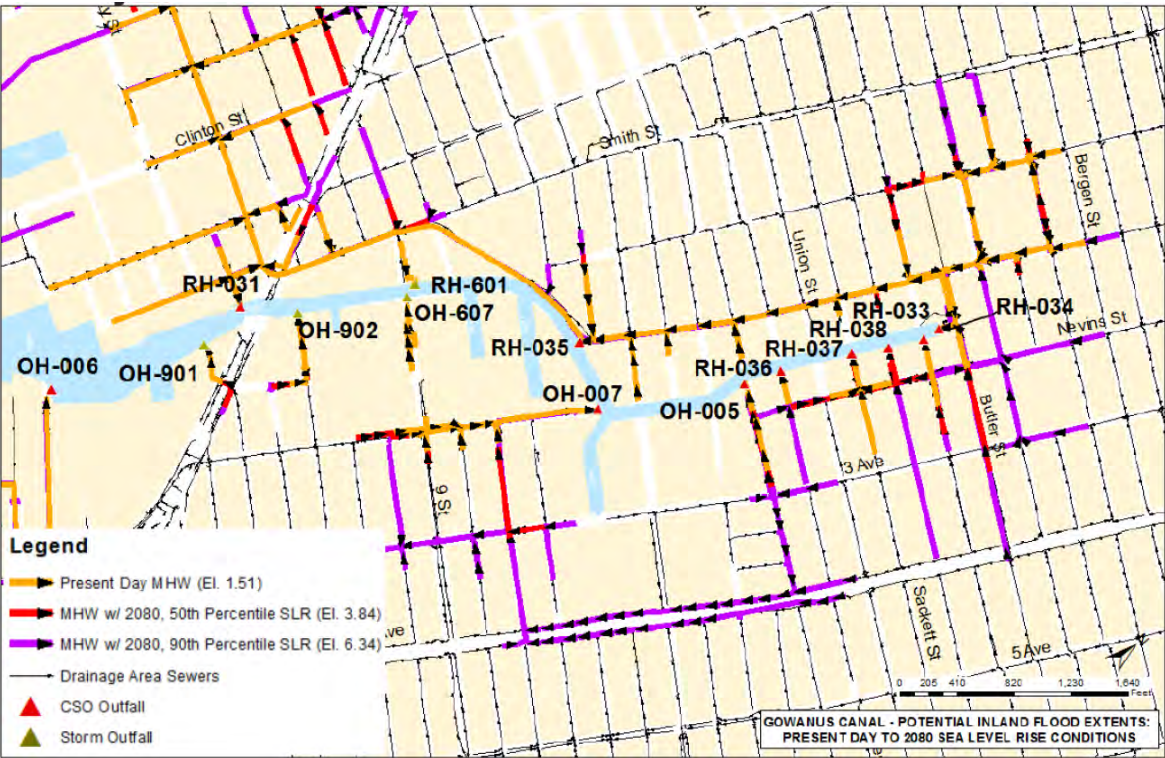 Clinton St
Smith St
St
Bergen St
Union St
RH-031
RH-601
OH-607
OH-902
RH-033
RH-034
RH-038
Nevins St
RH-035
RH-037
OH-006
OH-901
RH-036
OH-007
OH-005
Butler St
3 Ave
9 St
Legend
Present Day MHW (El. 1.51)
MHW w/ 2080, 50th Percentile SLR (El. 3.84)
MHW w/ 2080, 90th Percentile SLR (El. 6.34)
Drainage Area Sewers
CSO Outfall
Storm Outfall
ve
Sackett St
5 Ave
0 205 410 820 1,230 1,640
Feet
GOWANUS CANAL - POTENTIAL INLAND FLOOD EXTENTS:
PRESENT DAY TO 2080 SEA LEVEL RISE CONDITIONS